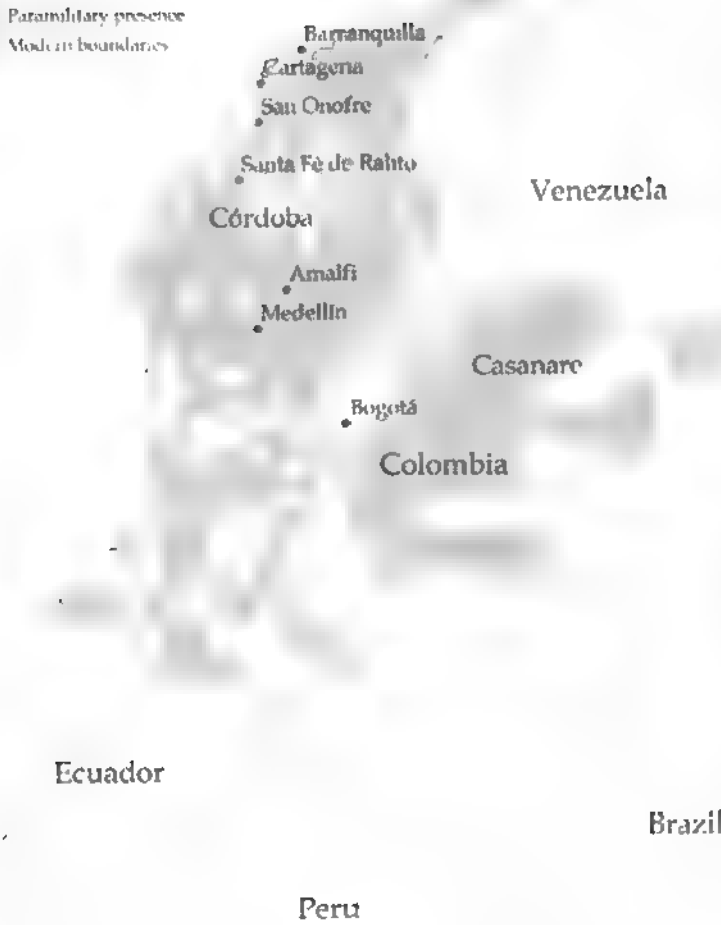 Paramilitary presence
Modern boundaries
Barranquilla
Cartagena
San Onofre
Santa Fè de Ralito
Venezuela
Córdoba
Amalfi
Medellín
Casanare
Bogotá
Colombia
Ecuador
Brazil
Peru